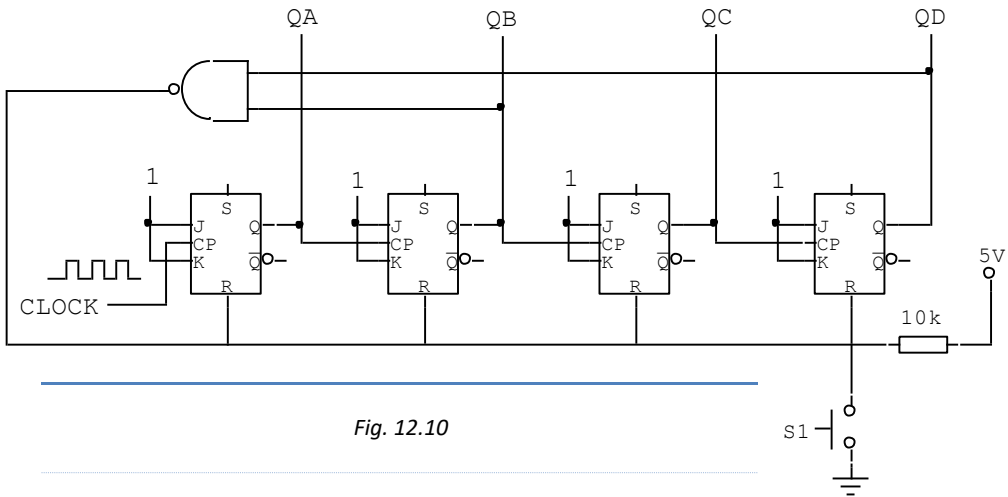 QA QB QC QD
1 1 1 1
S S S S
J Q J Q J Q J Q
CP CP CP CP
K Q̅ K Q̅ K Q̅ K Q̅
5V
R R R R
CLOCK
10k
Fig. 12.10
S1